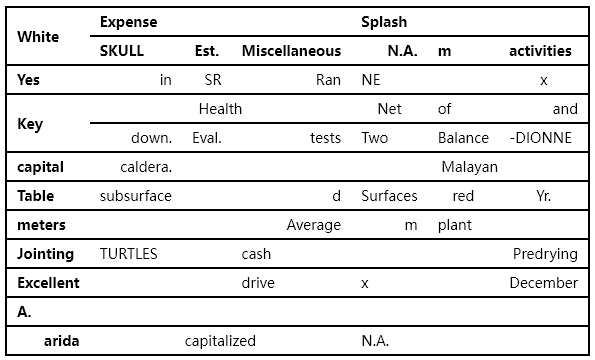 White Expense Splash
SKULL Est. Miscellaneous N.A. m activities
Yes in SR Ran NE x
Key Health Net of and
down. Eval. tests Two Balance -DIONNE
capital caldera. Malayan
Table subsurface d Surfaces red Yr.
meters Average m plant
Jointing TURTLES cash Predrying
Excellent drive x December
A.
arida capitalized N.A.